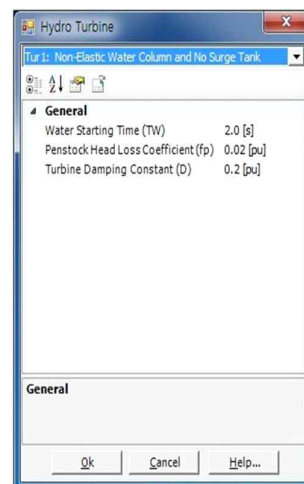 Hydro Turbine
Tur1: Non-Elastic Water Column and No Surge Tank
General
Water Starting Time (TW) 2.0 [s]
Penstock Head Loss Coefficient (fp) 0.02 [pu]
Turbine Damping Constant (D) 0.2 [pu]
General
Ok Cancel Help...